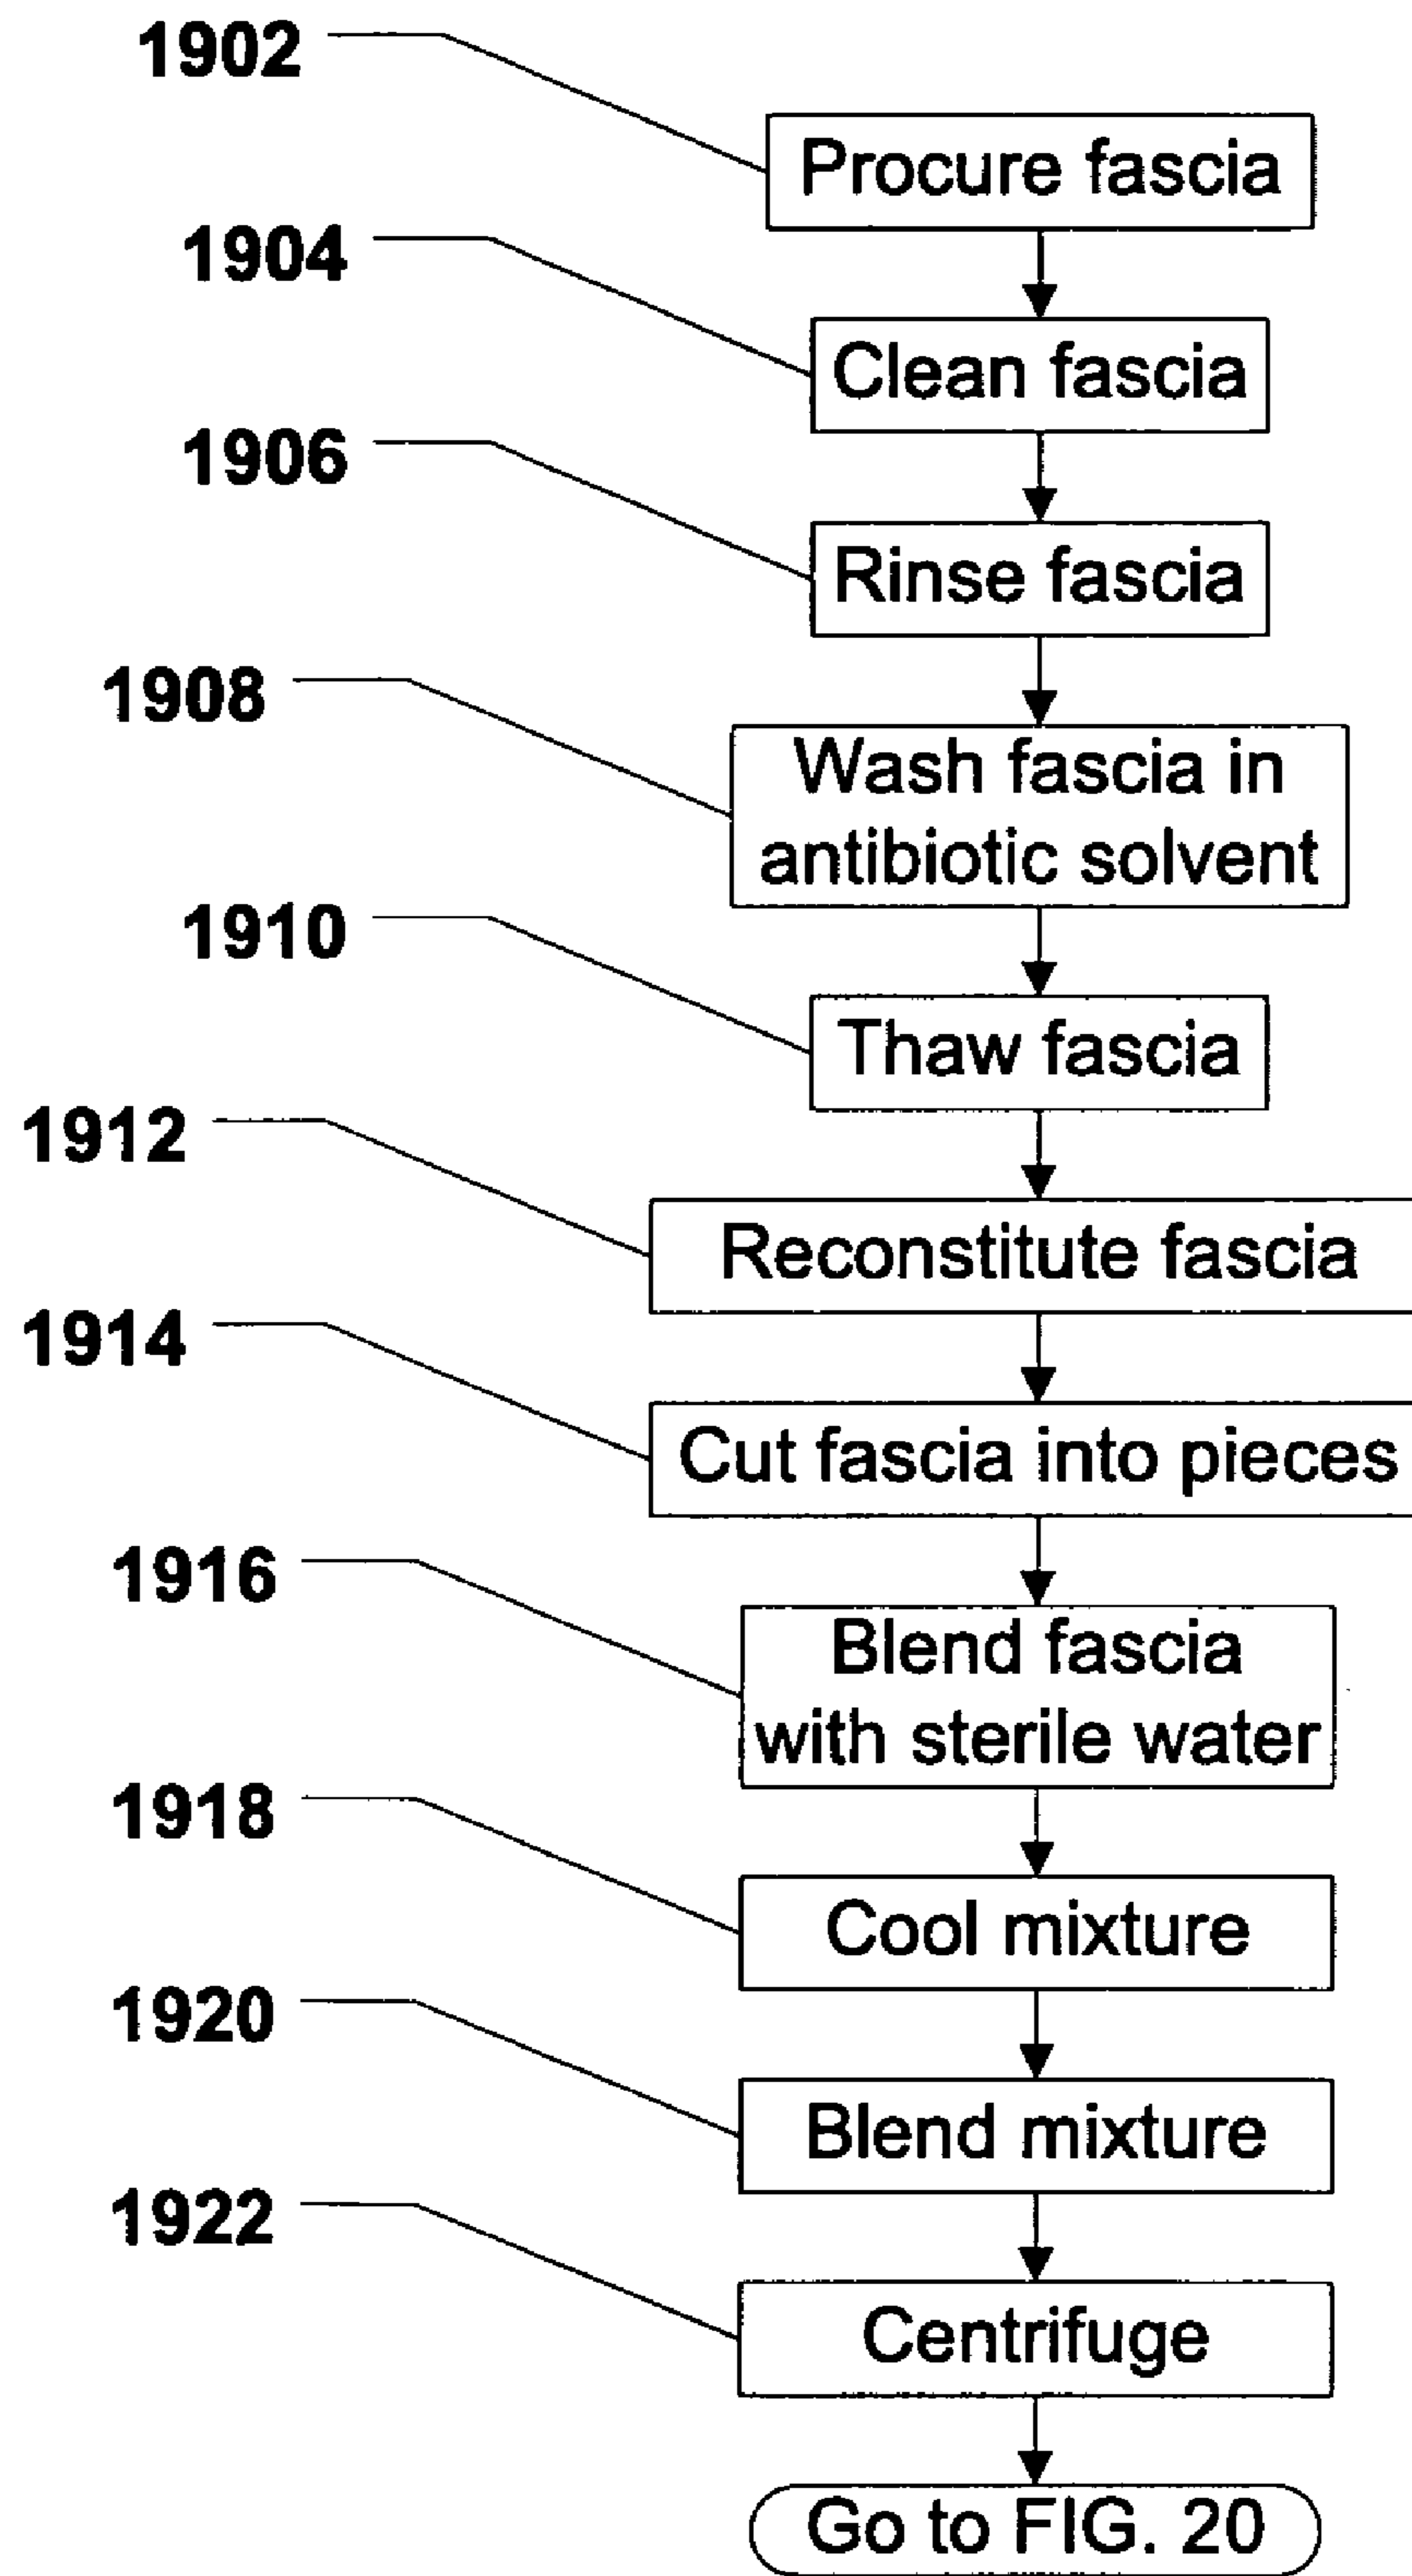 1902
Procure fascia
1904
Clean fascia
1906
Rinse fascia
1908
Wash fascia in
antibiotic solvent
1910
Thaw fascia
1912
Reconstitute fascia
1914
Cut fascia into pieces
1916
Blend fascia
with sterile water
1918
Cool mixture
1920
Blend mixture
1922
Centrifuge
Go to FIG. 20